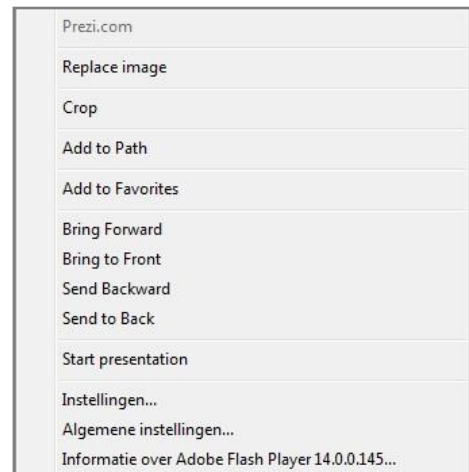 Prezi.com
Replace image
Crop
Add to Path
Add to Favorites
Bring Forward
Bring to Front
Send Backward
Send to Back
Start presentation
Instellingen...
Algemene instellingen...
Informatie over Adobe Flash Player 14.0.0.145...